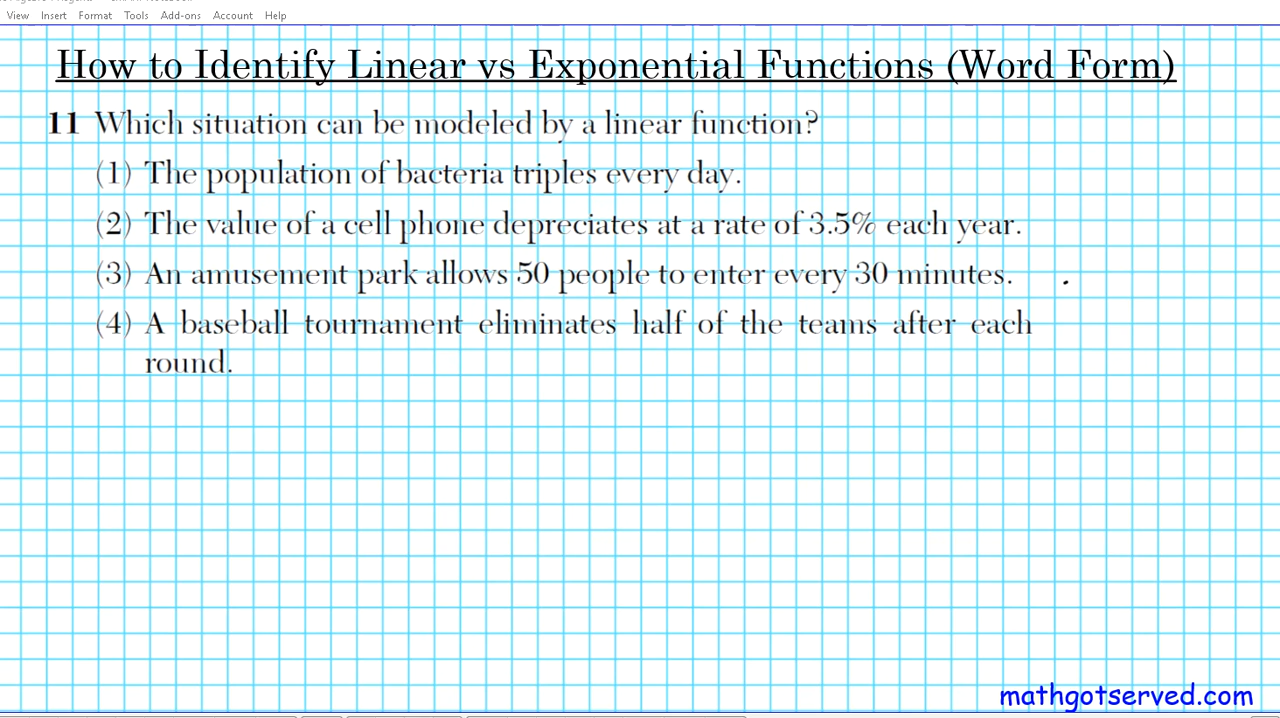 View Insert Format Tools Add-ons Account Help
How to Identify Linear vs Exponential Functions (Word Form)
11 Which situation can be modeled by a linear function?
(1) The population of bacteria triples every day.
(2) The value of a cell phone depreciates at a rate of 3.5% each year.
(3) An amusement park allows 50 people to enter every 30 minutes.
(4) A baseball tournament eliminates half of the teams after each
round.
mathgotserved.com